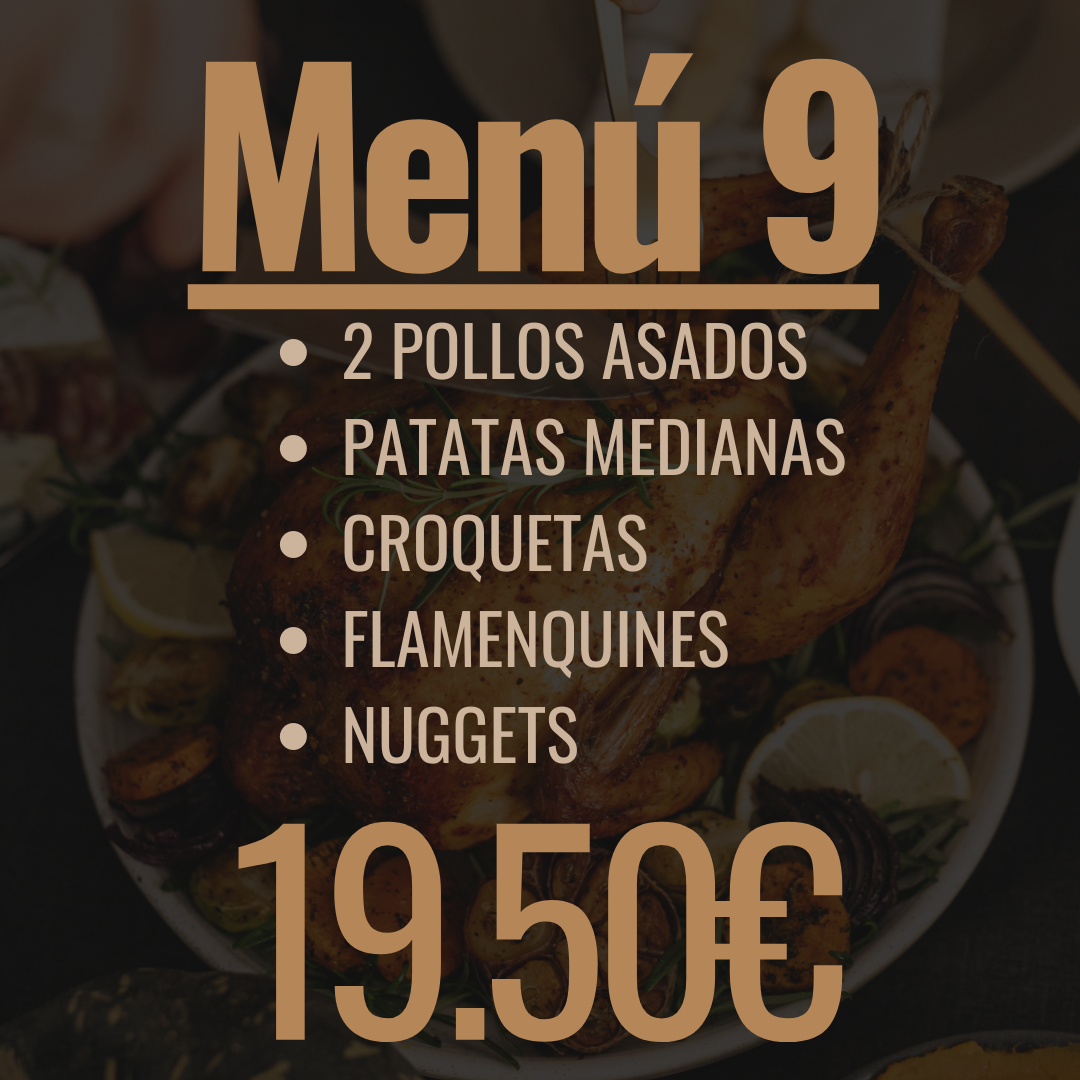 Menú 9
• 2 POLLOS ASADOS
• PATATAS MEDIANAS
• CROQUETAS
• FLAMENQUINES
• NUGGETS
19.50€